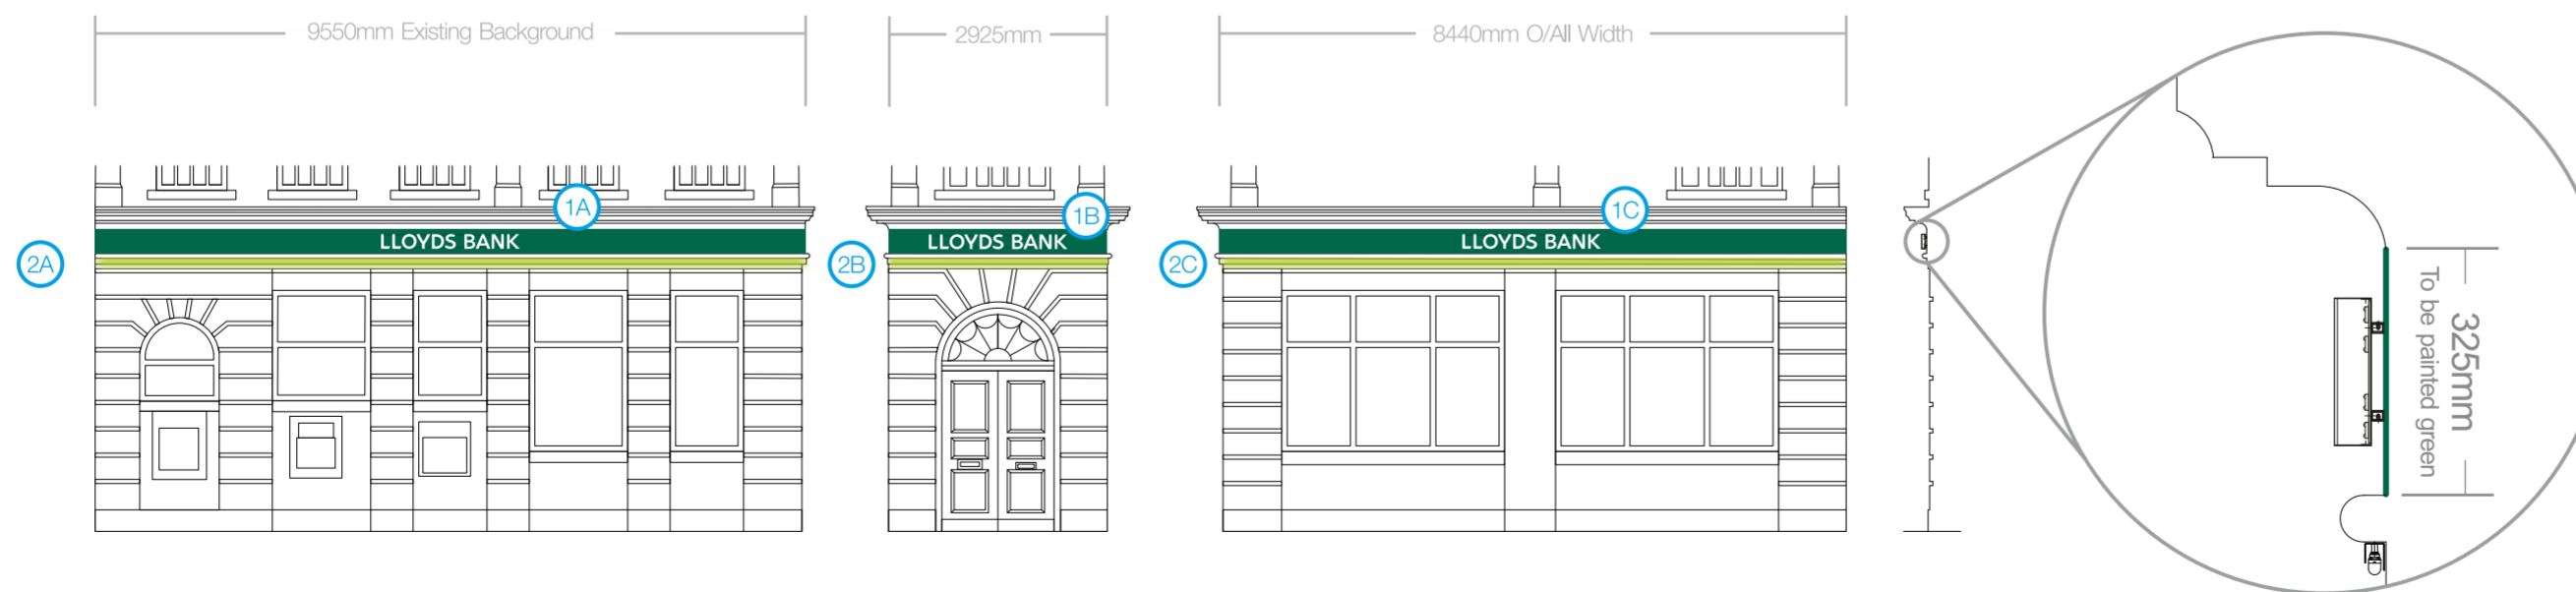 9550mm Existing Background
2925mm
8440mm O/All Width
1A
1B
1C
LLOYDS BANK
LLOYDS BANK
LLOYDS BANK
2A
2B
2C
325mm
To be painted green